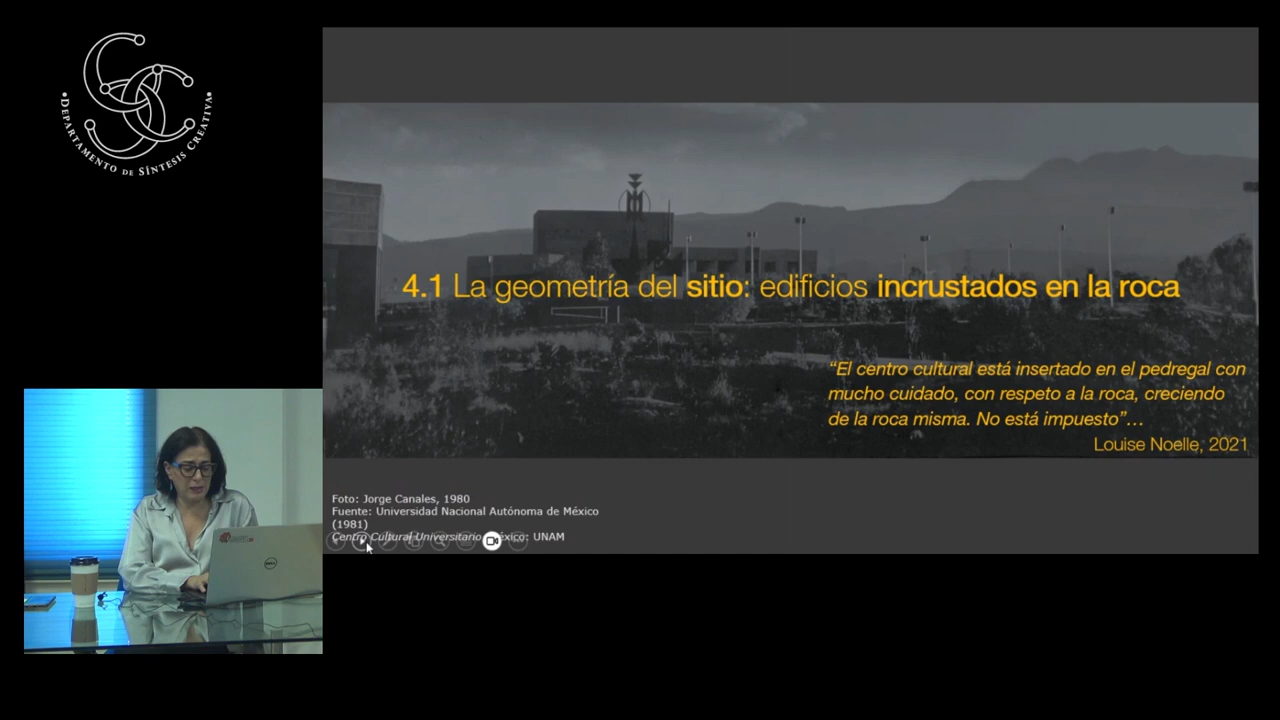 •DEPARTAMENTO DE SÍNTESIS CREATIVA•
4.1 La geometría del sitio: edificios incrustados en la roca
“El centro cultural está insertado en el pedregal con
mucho cuidado, con respeto a la roca, creciendo
de la roca misma. No está impuesto”…
Louise Noelle, 2021
Foto: Jorge Canales, 1980
Fuente: Universidad Nacional Autónoma de México
(1981)
Centro Cultural Universitario. México: UNAM
DELL